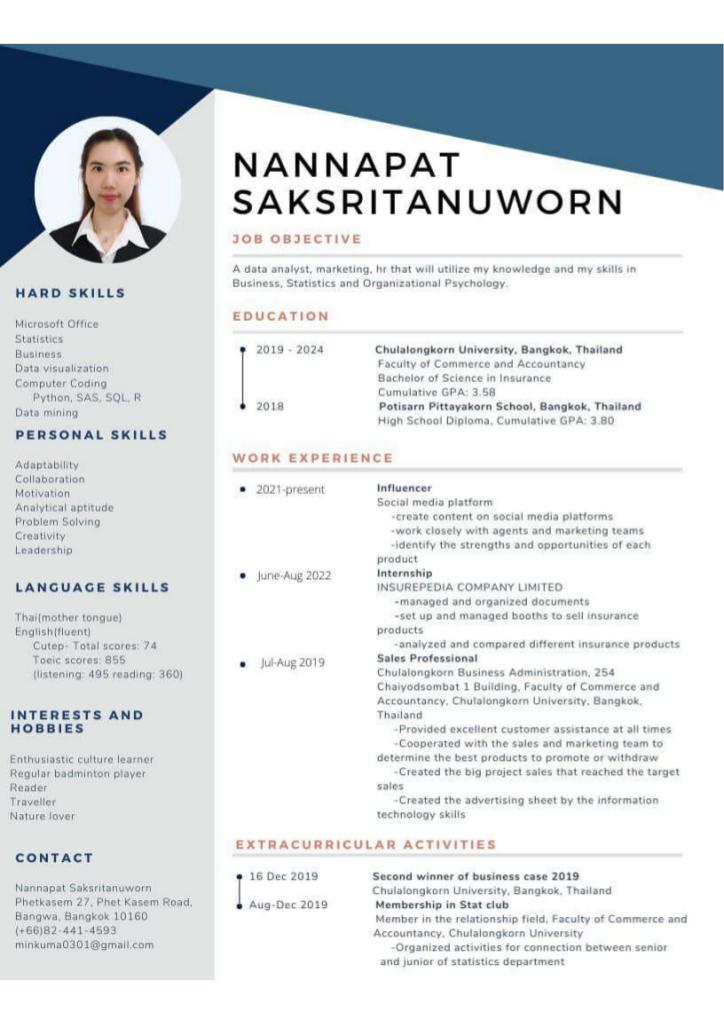 NANNAPAT
SAKSRITANUWORN
JOB OBJECTIVE
A data analyst, marketing, hr that will utilize my knowledge and my skills in
Business, Statistics and Organizational Psychology.
EDUCATION
2019 - 2024
Chulalongkorn University, Bangkok, Thailand
Faculty of Commerce and Accountancy
Bachelor of Science in Insurance
Cumulative GPA: 3.58
2018
Potisarn Pittayakorn School, Bangkok, Thailand
High School Diploma, Cumulative GPA: 3.80
WORK EXPERIENCE
2021-present
Influencer
Social media platform
-create content on social media platforms
-work closely with agents and marketing teams
-identify the strengths and opportunities of each
product
June-Aug 2022
Internship
INSUREPEDIA COMPANY LIMITED
-managed and organized documents
-set up and managed booths to sell insurance
products
-analyzed and compared different insurance products
Jul-Aug 2019
Sales Professional
Chulalongkorn Business Administration, 254
Chaiyodsombat 1 Building, Faculty of Commerce and
Accountancy, Chulalongkorn University, Bangkok,
Thailand
-Provided excellent customer assistance at all times
-Cooperated with the sales and marketing team to
determine the best products to promote or withdraw
-Created the big project sales that reached the target
sales
-Created the advertising sheet by the information
technology skills
EXTRACURRICULAR ACTIVITIES
16 Dec 2019
Second winner of business case 2019
Chulalongkorn University, Bangkok, Thailand
Aug-Dec 2019
Membership in Stat club
Member in the relationship field, Faculty of Commerce and
Accountancy, Chulalongkorn University
-Organized activities for connection between senior
and junior of statistics department
HARD SKILLS
Microsoft Office
Statistics
Business
Data visualization
Computer Coding
Python, SAS, SQL, R
Data mining
PERSONAL SKILLS
Adaptability
Collaboration
Motivation
Analytical aptitude
Problem Solving
Creativity
Leadership
LANGUAGE SKILLS
Thai(mother tongue)
English(fluent)
Cutep- Total scores: 74
Toeic scores: 855
(listening: 495 reading: 360)
INTERESTS AND
HOBBIES
Enthusiastic culture learner
Regular badminton player
Reader
Traveller
Nature lover
CONTACT
Nannapat Saksritanuworn
Phetkasem 27, Phet Kasem Road,
Bangwa, Bangkok 10160
(+66)82-441-4593
minkuma0301@gmail.com